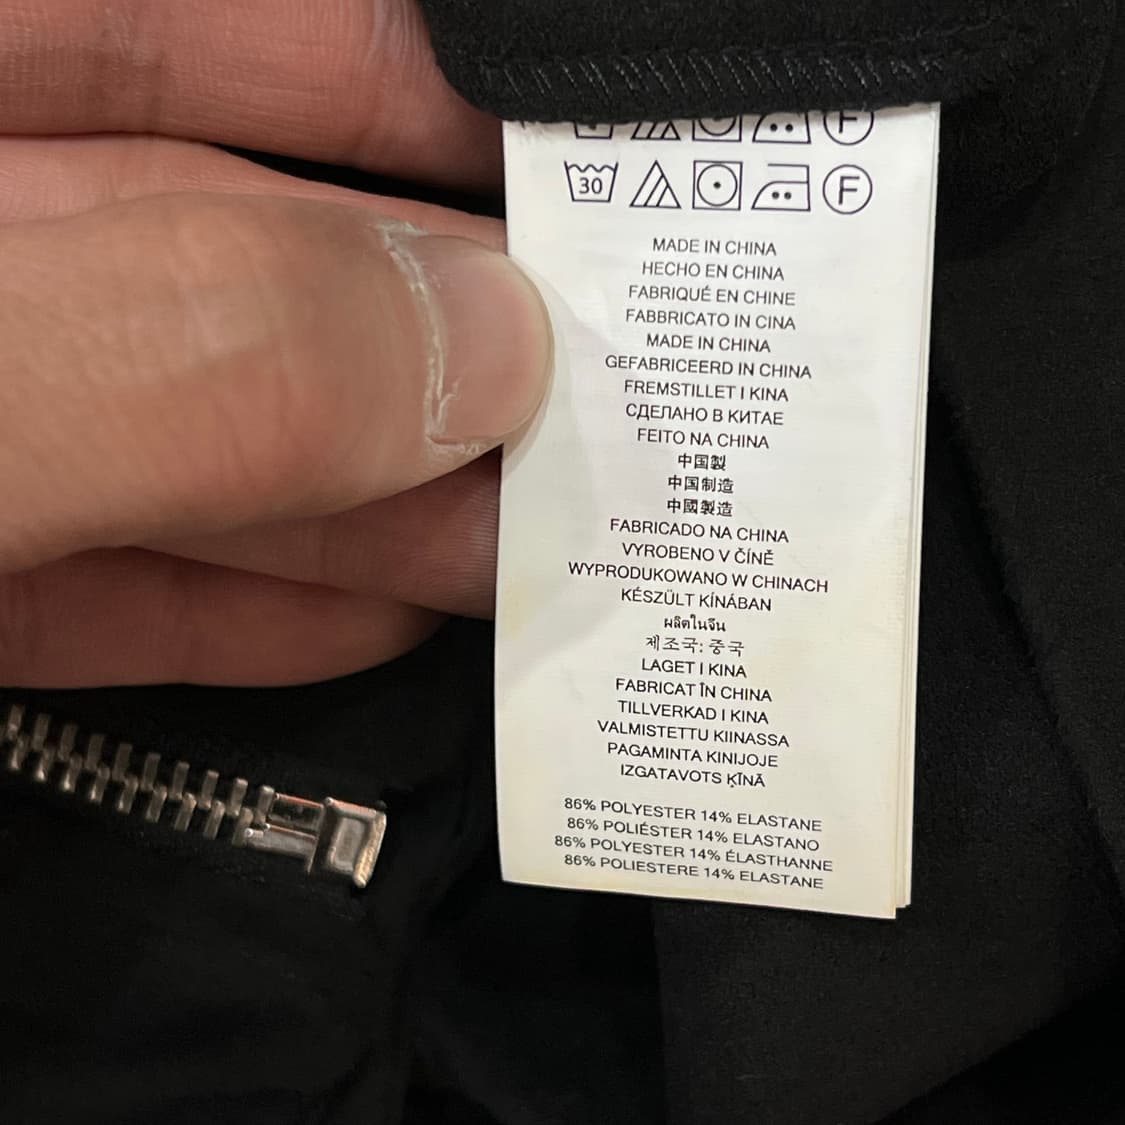 F
30 F
MADE IN CHINA
HECHO EN CHINA
FABRIQUÉ EN CHINE
FABBRICATO IN CINA
MADE IN CHINA
GEFABRICEERD IN CHINA
FREMSTILLET I KINA
СДЕЛАНО В КИТАЕ
FEITO NA CHINA
中国製
中国制造
中國製造
FABRICADO NA CHINA
VYROBENO V ČÍNĚ
WYPRODUKOWANO W CHINACH
KÉSZÜLT KÍNÁBAN
ผลิตในจีน
제조국: 중국
LAGET I KINA
FABRICAT ÎN CHINA
TILLVERKAD I KINA
VALMISTETTU KIINASSA
PAGAMINTA KINIJOJE
IZGATAVOTS ĶĪNĀ
86% POLYESTER 14% ELASTANE
86% POLIÉSTER 14% ELASTANO
86% POLYESTER 14% ÉLASTHANNE
86% POLIESTERE 14% ELASTANE